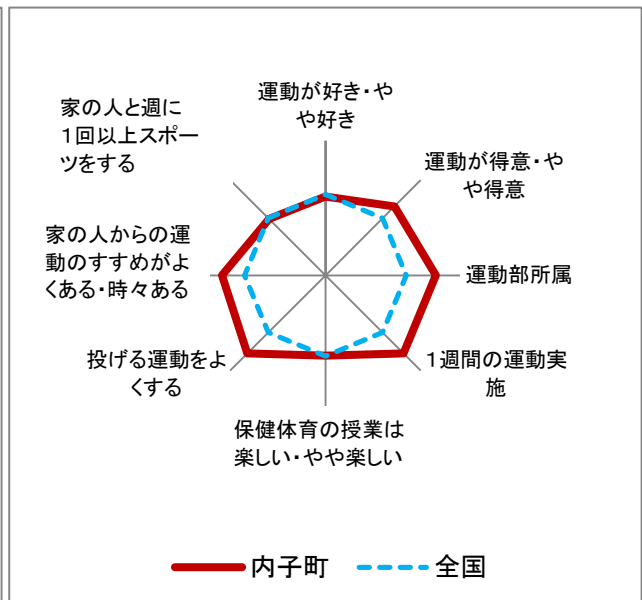 運動が好き・や
や好き
運動が得意・や
や得意
運動部所属
1週間の運動実
施
保健体育の授業は
楽しい・やや楽しい
投げる運動をよ
くする
家の人からの運
動のすすめがよ
くある・時々ある
家の人と週に
1回以上スポー
ツをする
内子町
全国